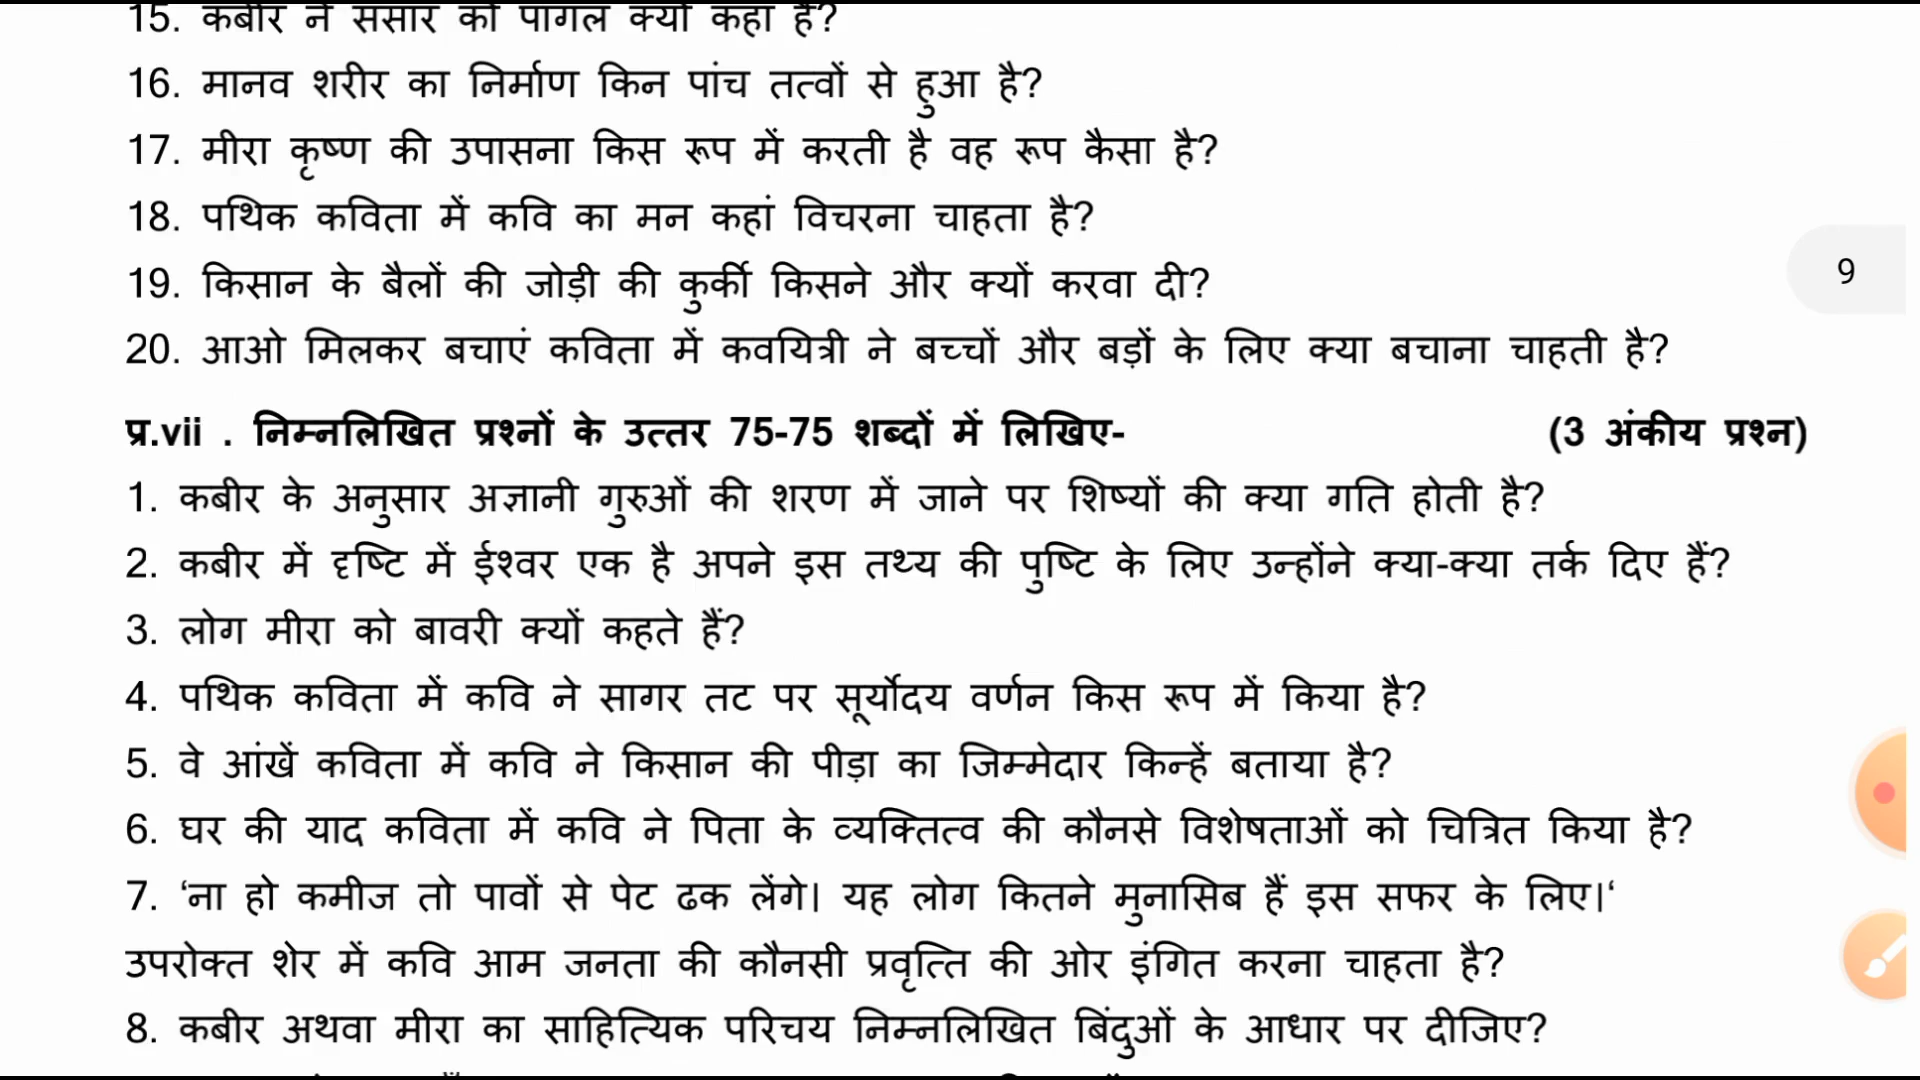 15. कबीर ने संसार को पागल क्यों कहा है?
16. मानव शरीर का निर्माण किन पांच तत्वों से हुआ है?
17. मीरा कृष्ण की उपासना किस रूप में करती है वह रूप कैसा है?
18. पथिक कविता में कवि का मन कहां विचरना चाहता है?
9
19. किसान के बैलों की जोड़ी की कुर्की किसने और क्यों करवा दी?
20. आओ मिलकर बचाएं कविता में कवयित्री ने बच्चों और बड़ों के लिए क्या बचाना चाहती है?
प्र.vii . निम्नलिखित प्रश्नों के उत्तर 75-75 शब्दों में लिखिए- (3 अंकीय प्रश्न)
1. कबीर के अनुसार अज्ञानी गुरुओं की शरण में जाने पर शिष्यों की क्या गति होती है?
2. कबीर में दृष्टि में ईश्वर एक है अपने इस तथ्य की पुष्टि के लिए उन्होंने क्या-क्या तर्क दिए हैं?
3. लोग मीरा को बावरी क्यों कहते हैं?
4. पथिक कविता में कवि ने सागर तट पर सूर्योदय वर्णन किस रूप में किया है?
5. वे आंखें कविता में कवि ने किसान की पीड़ा का जिम्मेदार किन्हें बताया है?
6. घर की याद कविता में कवि ने पिता के व्यक्तित्व की कौनसे विशेषताओं को चित्रित किया है?
7. ‘ना हो कमीज तो पावों से पेट ढक लेंगे। यह लोग कितने मुनासिब हैं इस सफर के लिए।‘
उपरोक्त शेर में कवि आम जनता की कौनसी प्रवृत्ति की ओर इंगित करना चाहता है?
8. कबीर अथवा मीरा का साहित्यिक परिचय निम्नलिखित बिंदुओं के आधार पर दीजिए?